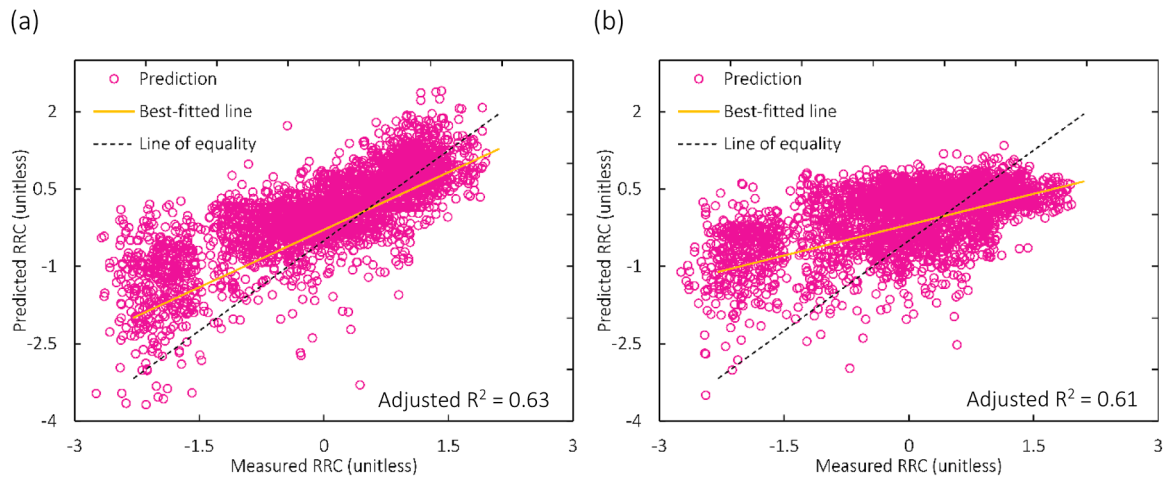 (a)
Prediction
Best-fitted line
Line of equality
2
0.5
-1
-2.5
-4
Predicted RRC (unitless)
Adjusted R² = 0.63
-3
-1.5
0
1.5
3
Measured RRC (unitless)
(b)
Prediction
Best-fitted line
Line of equality
2
0.5
-1
-2.5
-4
Predicted RRC (unitless)
Adjusted R² = 0.61
-3
-1.5
0
1.5
3
Measured RRC (unitless)